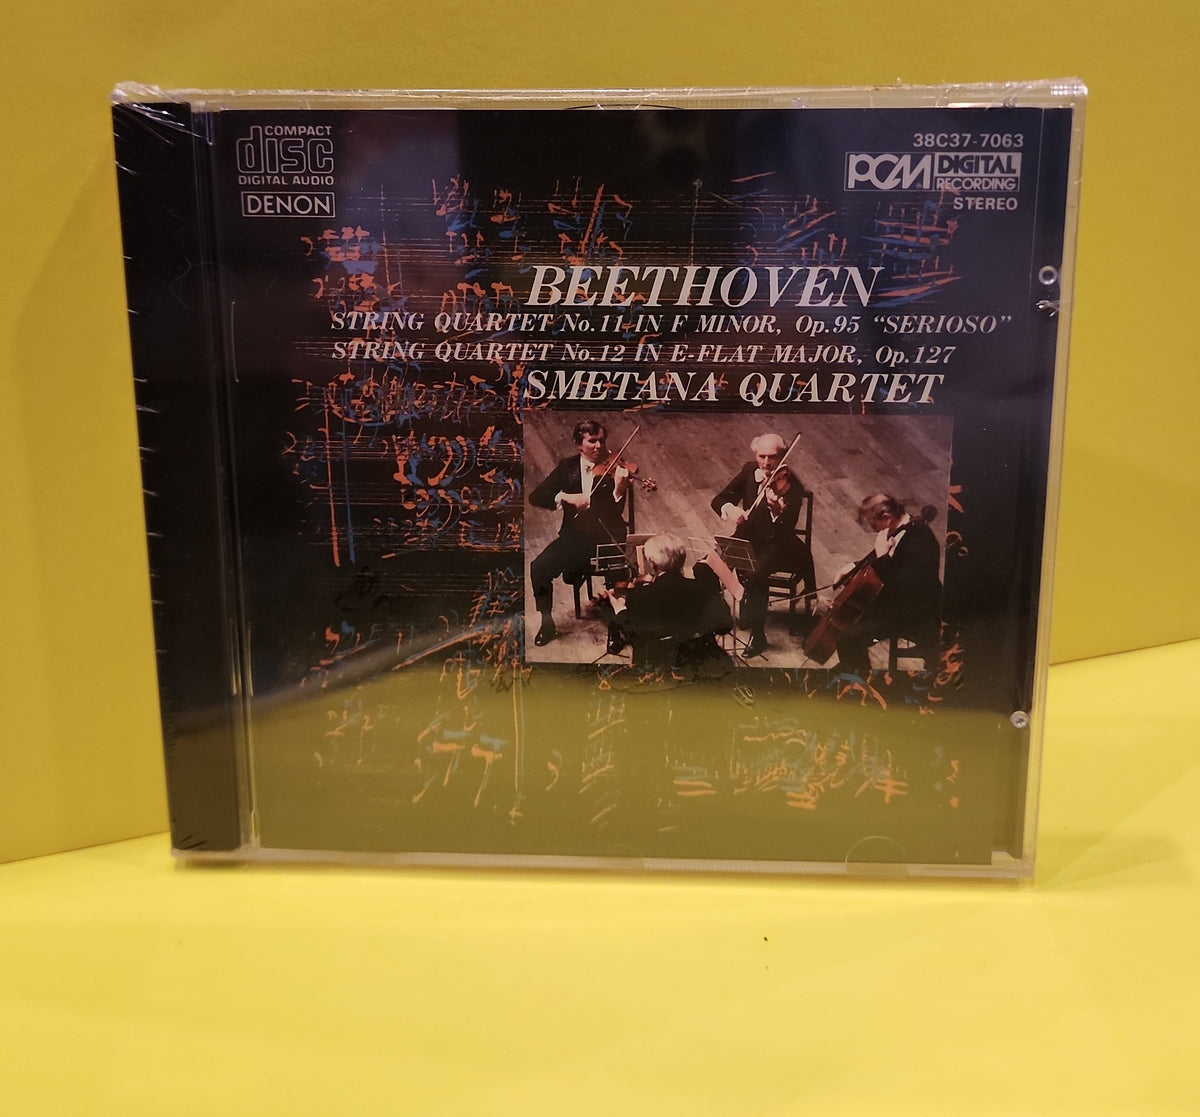 COMPACT
disc
DIGITAL AUDIO
DENON
38C37-7063
PCM DIGITAL
RECORDING
STEREO
BEETHOVEN
STRING QUARTET No.11 IN F MINOR, Op.95 “SERIOSO”
STRING QUARTET No.12 IN E-FLAT MAJOR, Op.127
SMETANA QUARTET